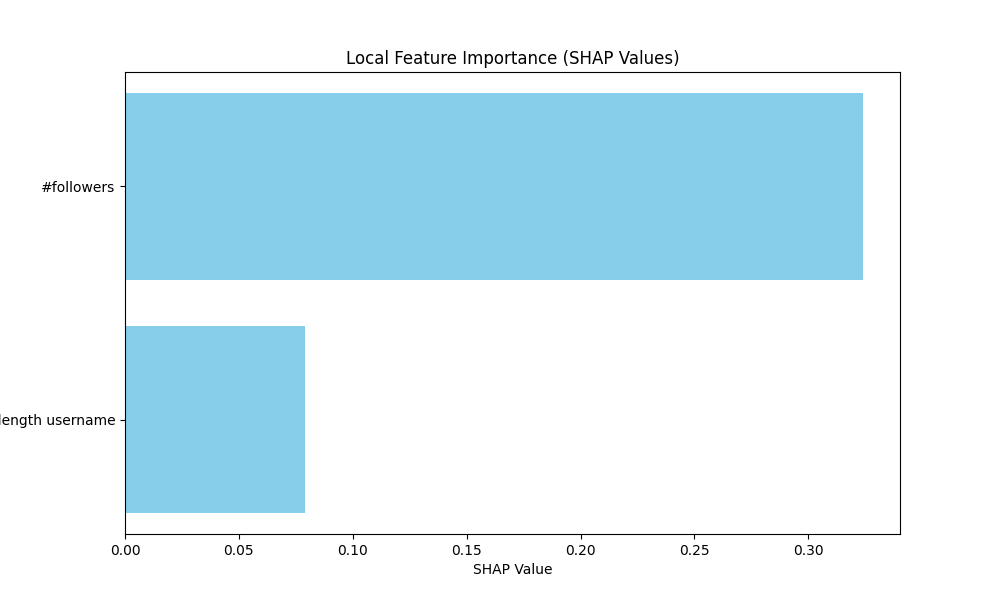 Local Feature Importance (SHAP Values)
#followers
length username
0.00 0.05 0.10 0.15 0.20 0.25 0.30
SHAP Value